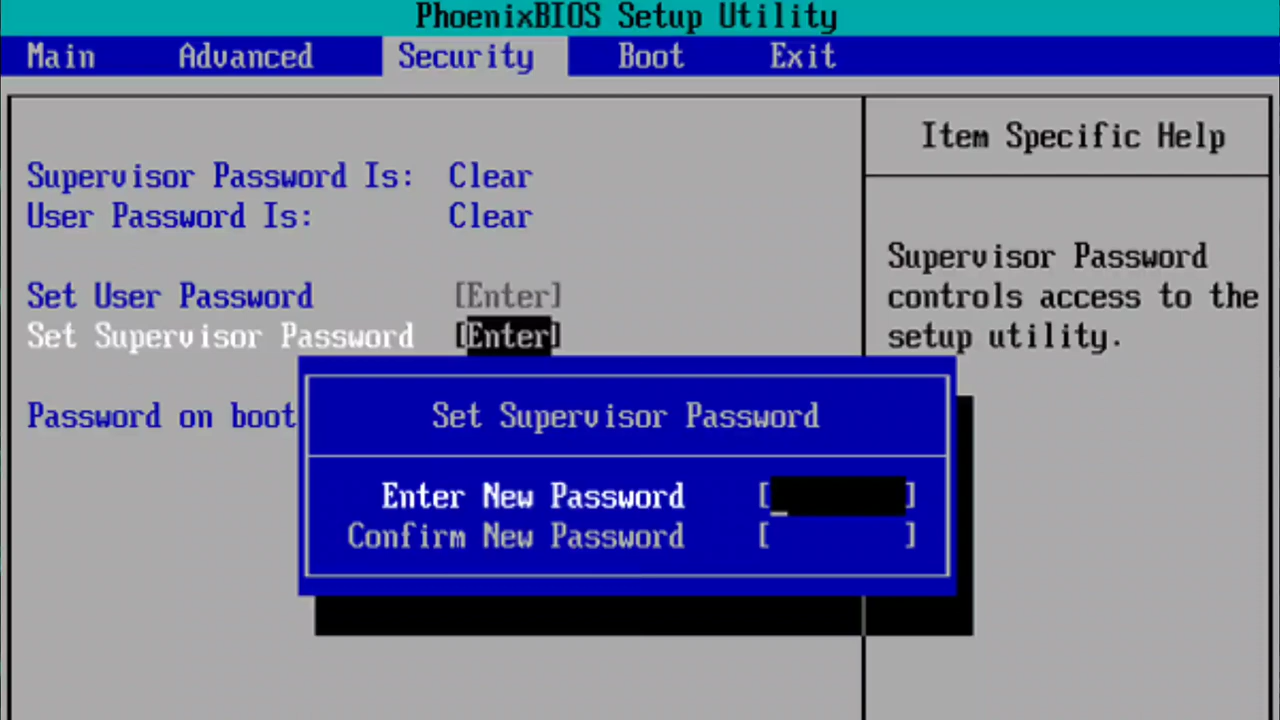 PhoenixBIOS Setup Utility
Main Advanced Security Boot Exit
Item Specific Help
Supervisor Password Is: Clear
User Password Is: Clear
Supervisor Password
controls access to the
setup utility.
Set User Password [Enter]
Set Supervisor Password [Enter]
Password on boot
Set Supervisor Password
Enter New Password [_ ]
Confirm New Password [ ]